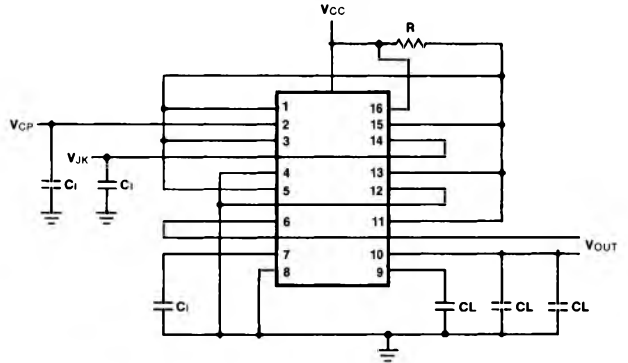 VCC
R
1 16
VCP 2 15
3 14
VJK
4 13
CI CI 5 12
6 11
VOUT
7 10
8 9
CI CL CL CL